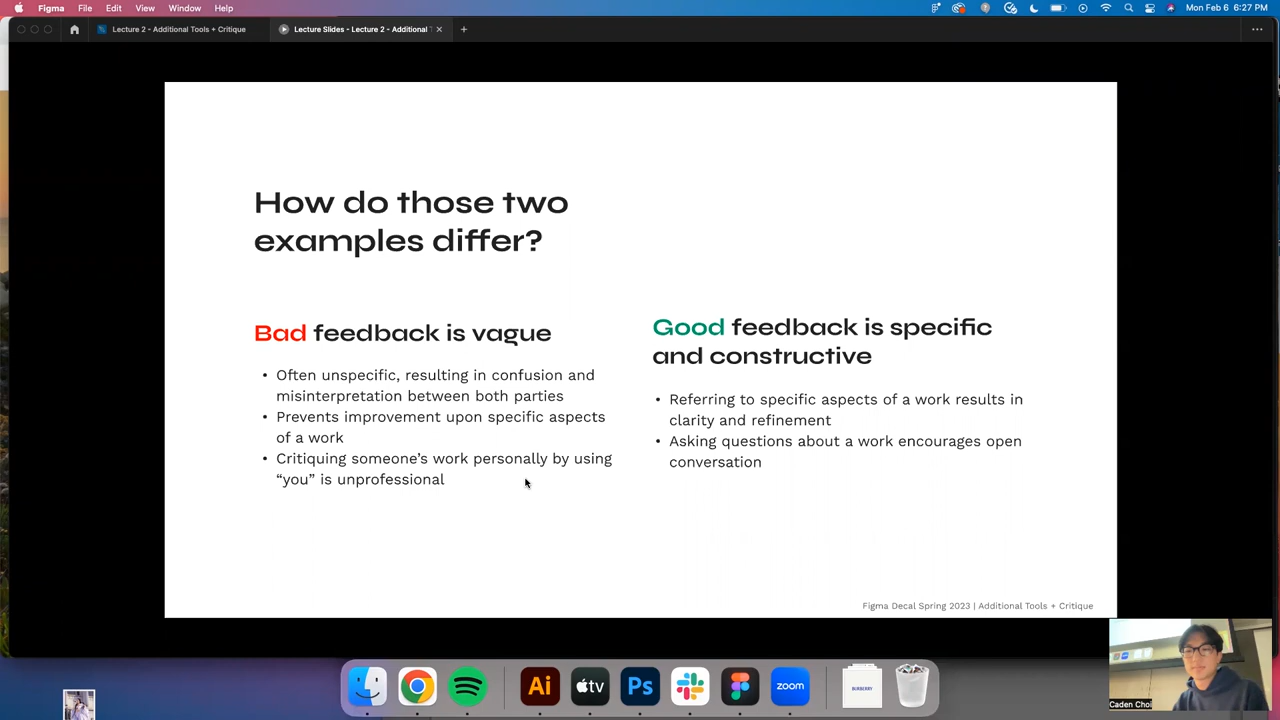 Figma File Edit View Window Help
Mon Feb 6 6:27 PM
Lecture 2 - Additional Tools + Critique
Lecture Slides - Lecture 2 - Additional
How do those two
examples differ?
Bad feedback is vague
• Often unspecific, resulting in confusion and
misinterpretation between both parties
• Prevents improvement upon specific aspects
of a work
• Critiquing someone’s work personally by using
“you” is unprofessional
Good feedback is specific
and constructive
• Referring to specific aspects of a work results in
clarity and refinement
• Asking questions about a work encourages open
conversation
Figma Decal Spring 2023 | Additional Tools + Critique
Ai
tv
Ps
zoom
BURBERRY
Caden Choi